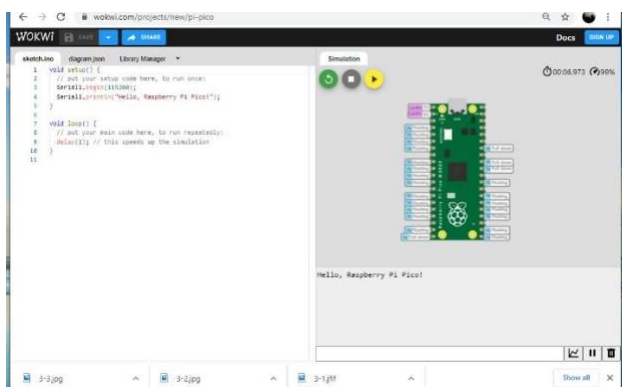 wokwi.com/projects/new/pi-pico
WOKWI
SAVE
SHARE
Docs
SIGN UP
sketch.ino
diagram.json
Library Manager
Simulation
1 void setup() {
2 // put your setup code here, to run once:
3 Serial1.begin(115200);
4 Serial1.println("Hello, Raspberry Pi Pico!");
5 }
6
7 void loop() {
8 // put your main code here, to run repeatedly:
9 delay(1); // this speeds up the simulation
10 }
11
00:06.973 99%
Raspberry Pi Pico
Hello, Raspberry Pi Pico!
3-3.jpg
3-2.jpg
3-1.jfif
Show all